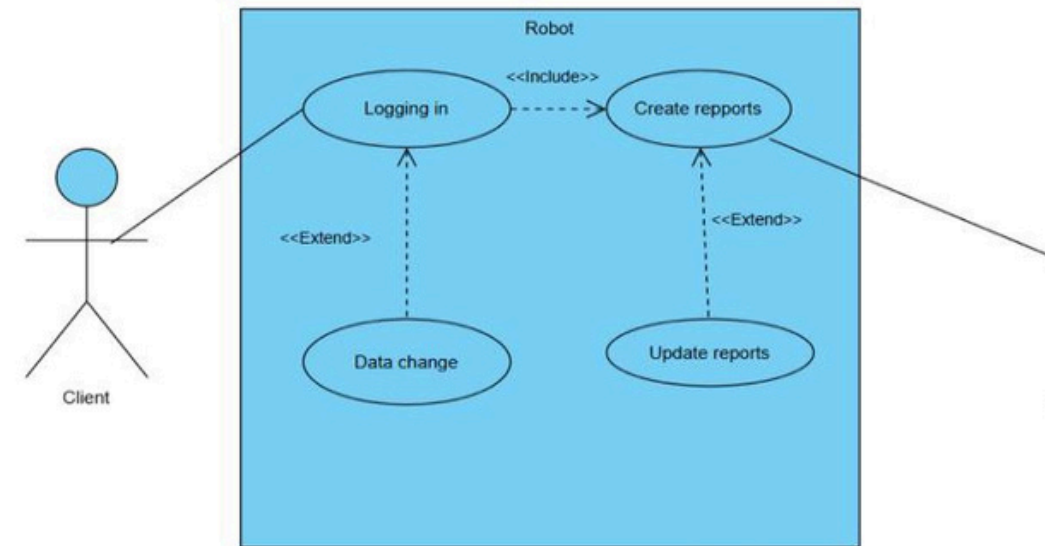 Robot
<<Include>>
Logging in
Create repports
<<Extend>>
<<Extend>>
Data change
Update reports
Client